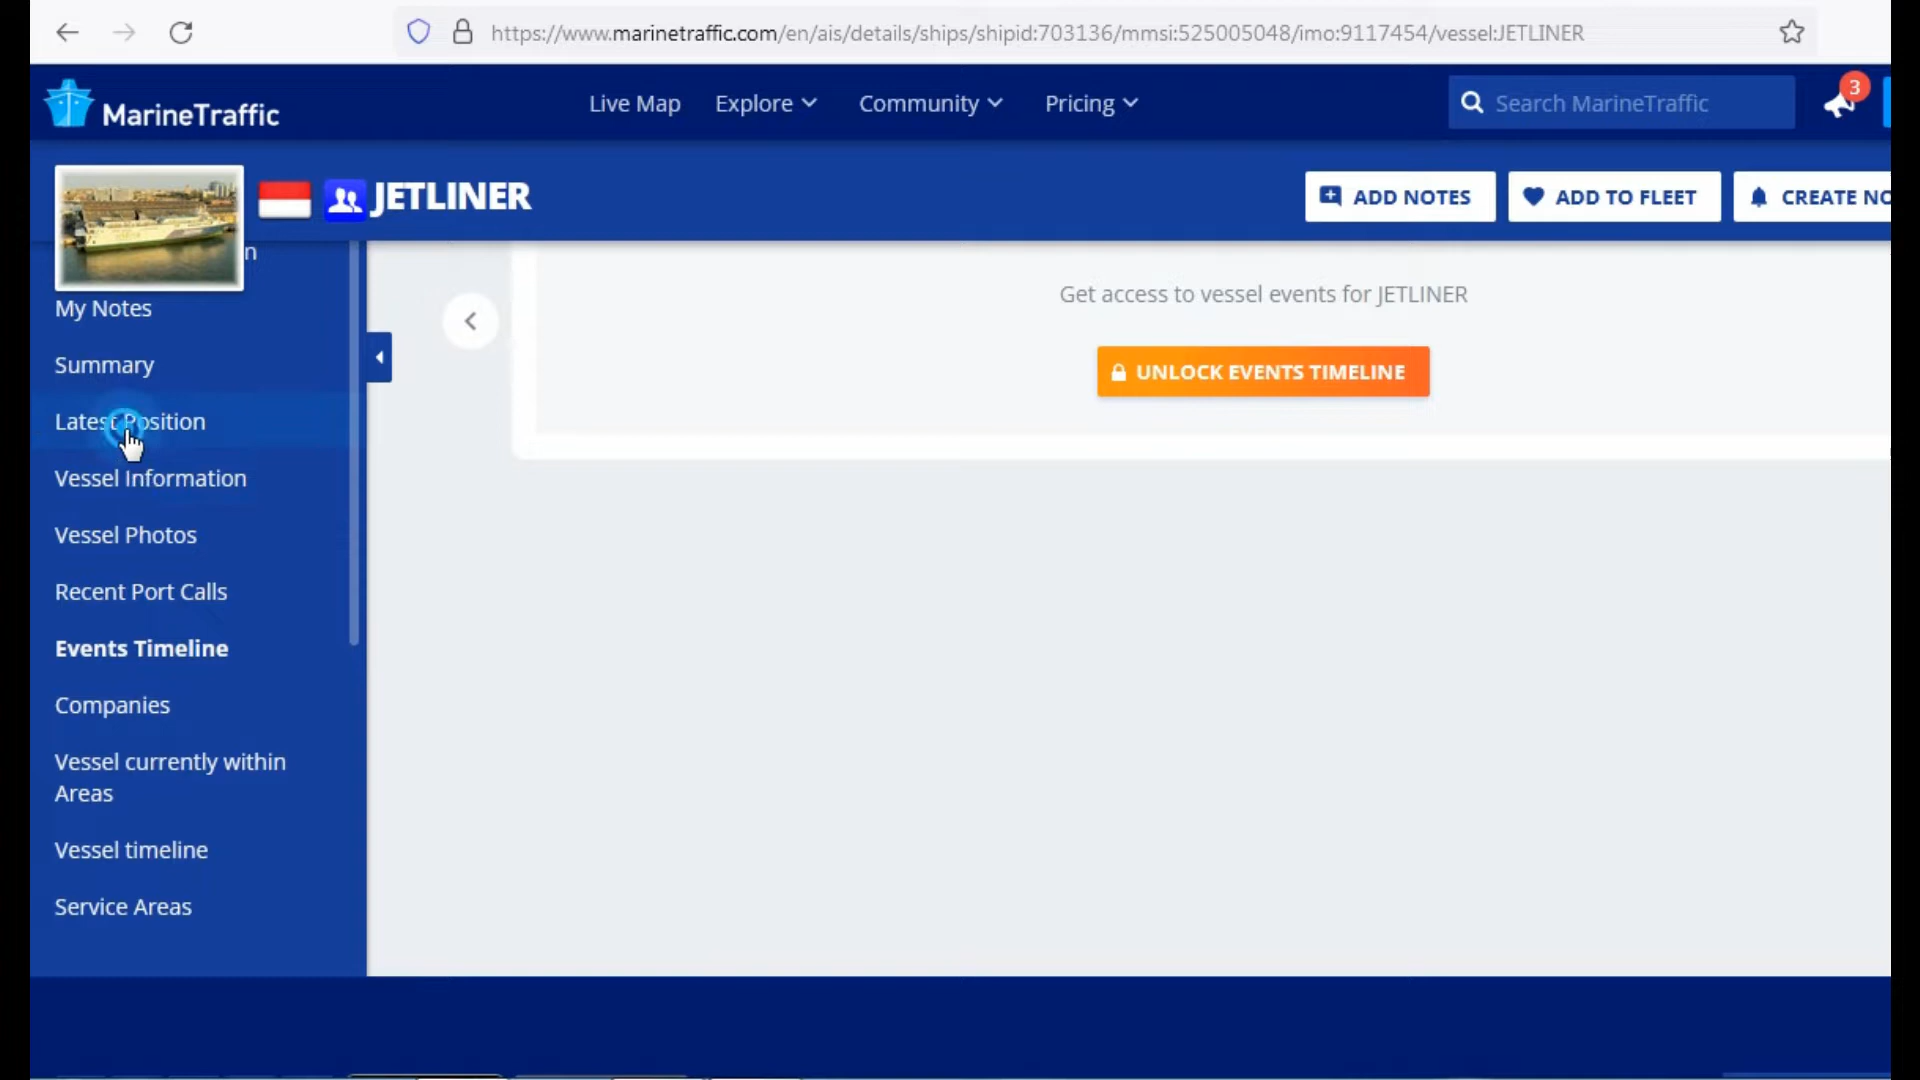 https://www.marinetraffic.com/en/ais/details/ships/shipid:703136/mmsi:525005048/imo:9117454/vessel:JETLINER
MarineTraffic
Live Map
Explore
Community
Pricing
Search MarineTraffic
3
JETLINER
ADD NOTES
ADD TO FLEET
CREATE NO
n
My Notes
Summary
Latest Position
Vessel Information
Vessel Photos
Recent Port Calls
Events Timeline
Companies
Vessel currently within
Areas
Vessel timeline
Service Areas
Get access to vessel events for JETLINER
UNLOCK EVENTS TIMELINE